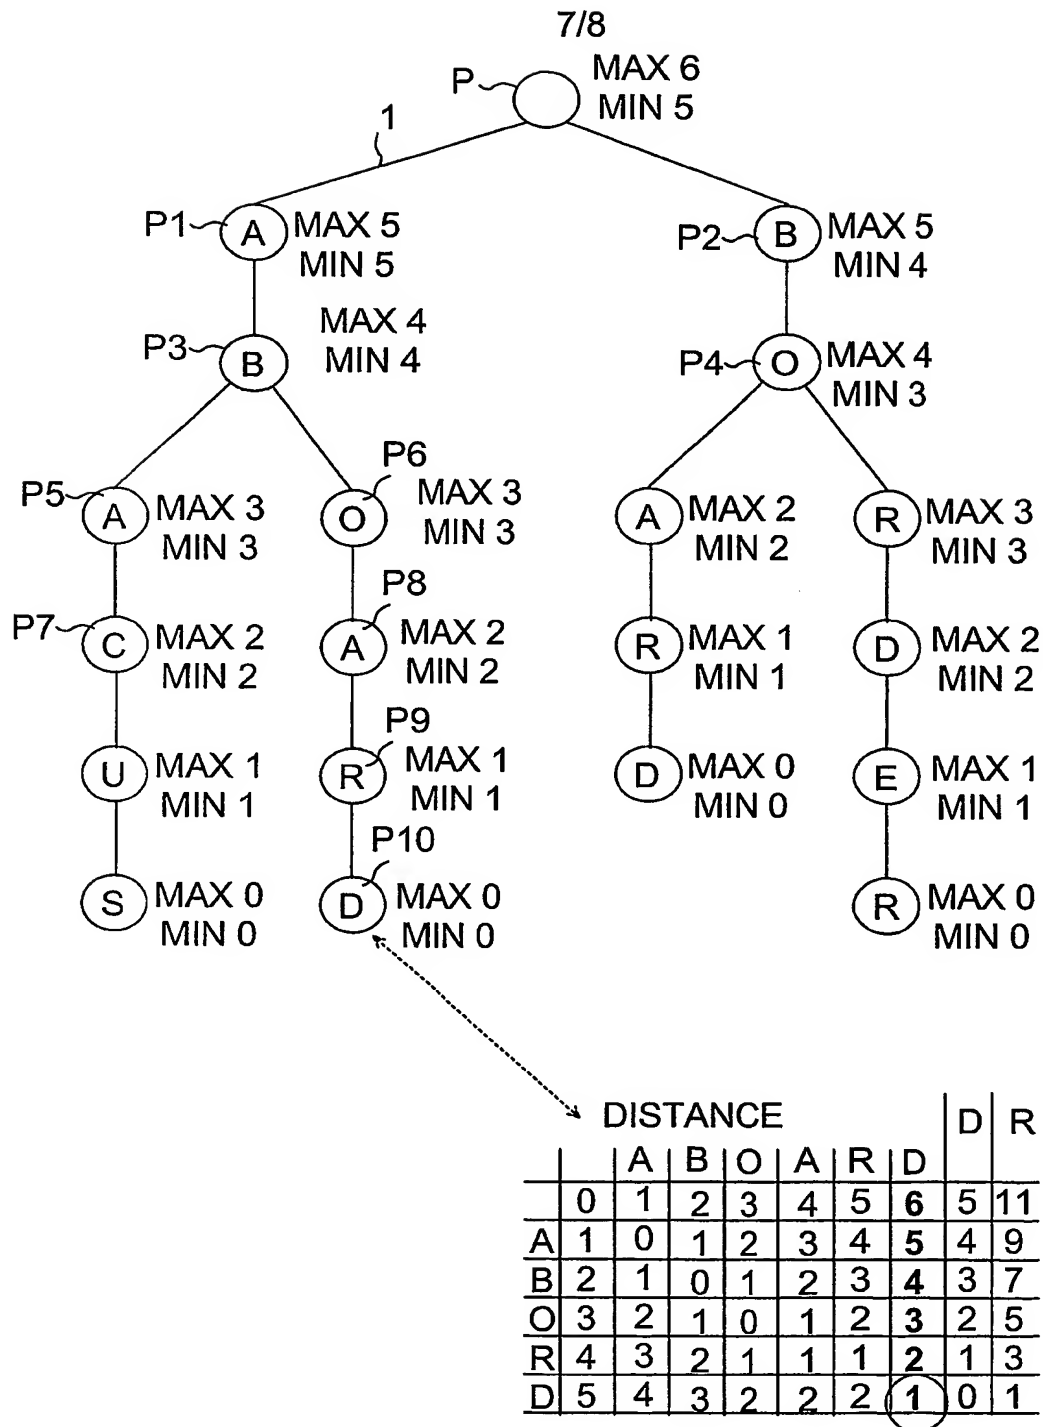 7/8
P MAX 6
MIN 5
1
P1 A MAX 5
MIN 5
P2 B MAX 5
MIN 4
P3 B MAX 4
MIN 4
P4 O MAX 4
MIN 3
P5 A MAX 3
MIN 3
P6 O MAX 3
MIN 3
A MAX 2
MIN 2
R MAX 3
MIN 3
P7 C MAX 2
MIN 2
P8 A MAX 2
MIN 2
R MAX 1
MIN 1
D MAX 2
MIN 2
U MAX 1
MIN 1
P9 R MAX 1
MIN 1
D MAX 0
MIN 0
E MAX 1
MIN 1
S MAX 0
MIN 0
P10 D MAX 0
MIN 0
R MAX 0
MIN 0
DISTANCE D R
A B O A R D
0 1 2 3 4 5 6 5 11
A 1 0 1 2 3 4 5 4 9
B 2 1 0 1 2 3 4 3 7
O 3 2 1 0 1 2 3 2 5
R 4 3 2 1 1 1 2 1 3
D 5 4 3 2 2 2 1 0 1